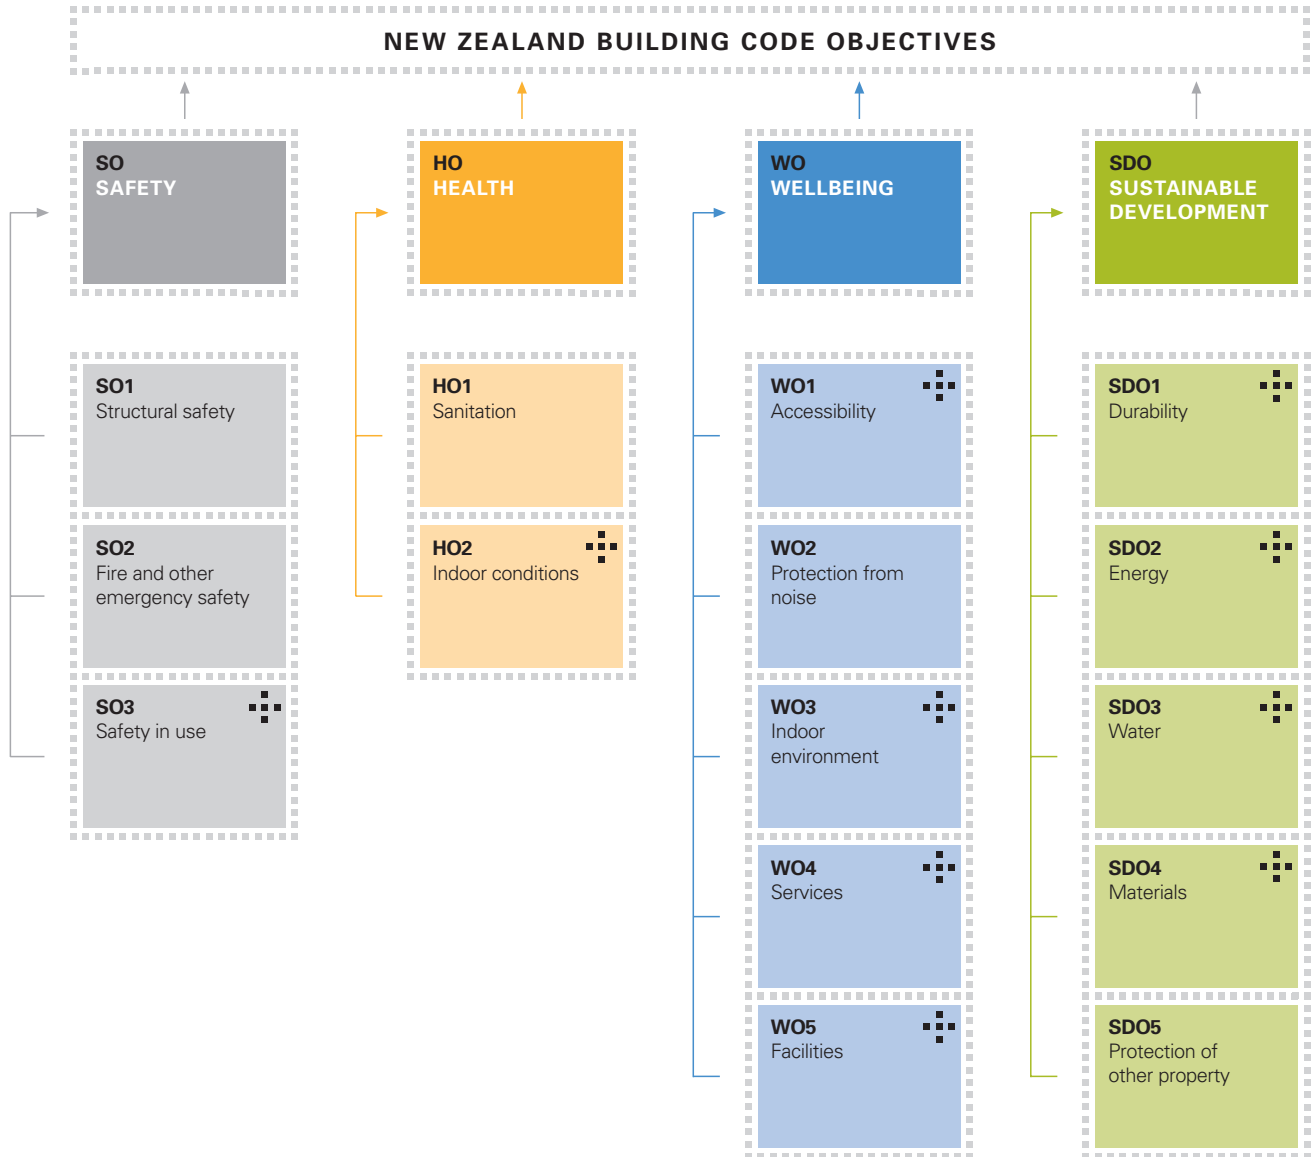 NEW ZEALAND BUILDING CODE OBJECTIVES
SO
SAFETY
HO
HEALTH
WO
WELLBEING
SDO
SUSTAINABLE
DEVELOPMENT
SO1
Structural safety
HO1
Sanitation
WO1
Accessibility
SDO1
Durability
SO2
Fire and other
emergency safety
HO2
Indoor conditions
WO2
Protection from
noise
SDO2
Energy
SO3
Safety in use
WO3
Indoor
environment
SDO3
Water
WO4
Services
SDO4
Materials
WO5
Facilities
SDO5
Protection of
other property